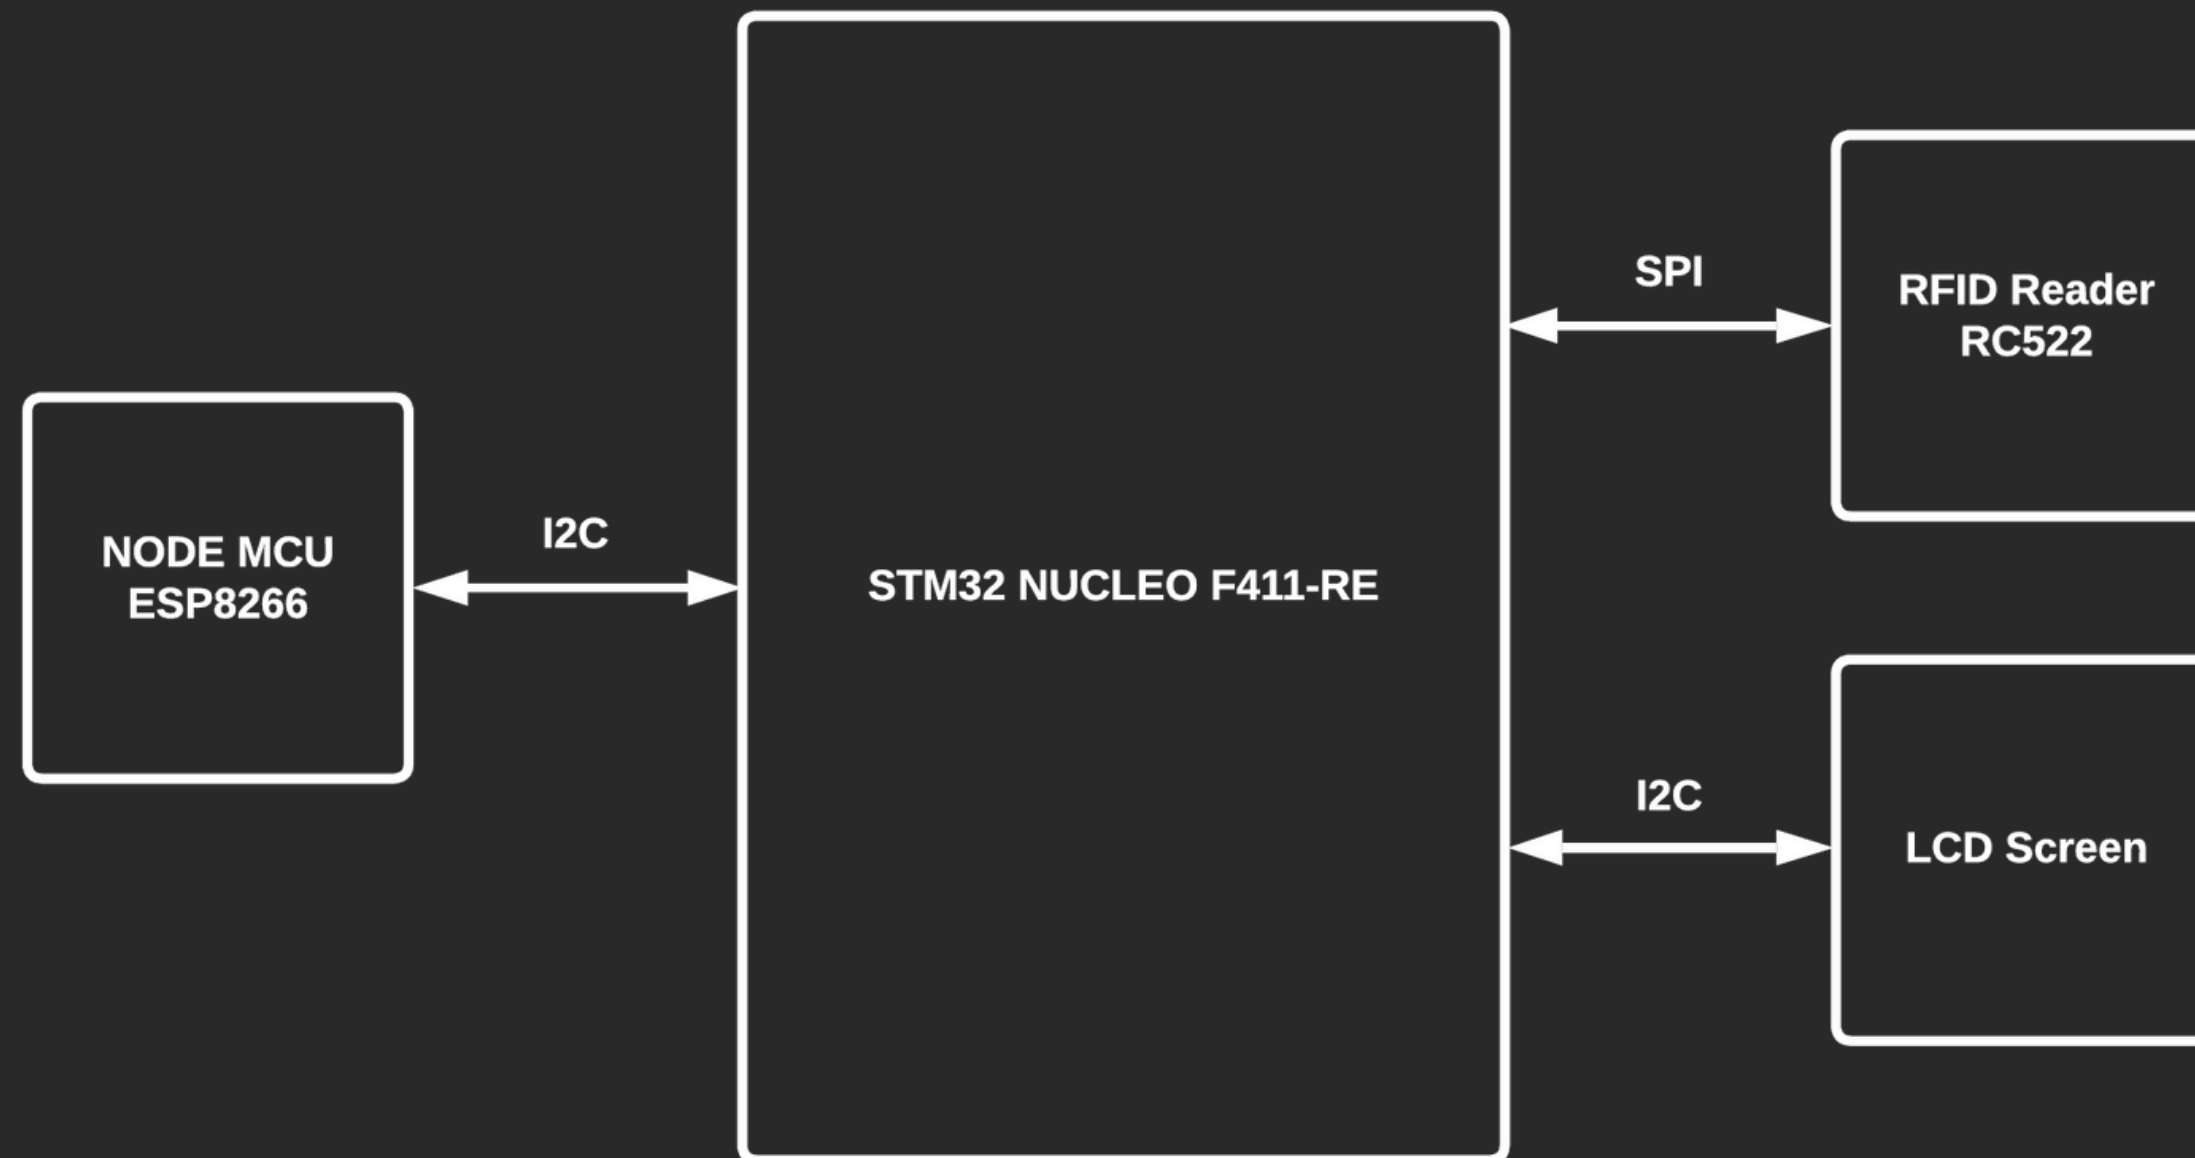 NODE MCU
ESP8266
I2C
STM32 NUCLEO F411-RE
SPI
RFID Reader
RC522
I2C
LCD Screen